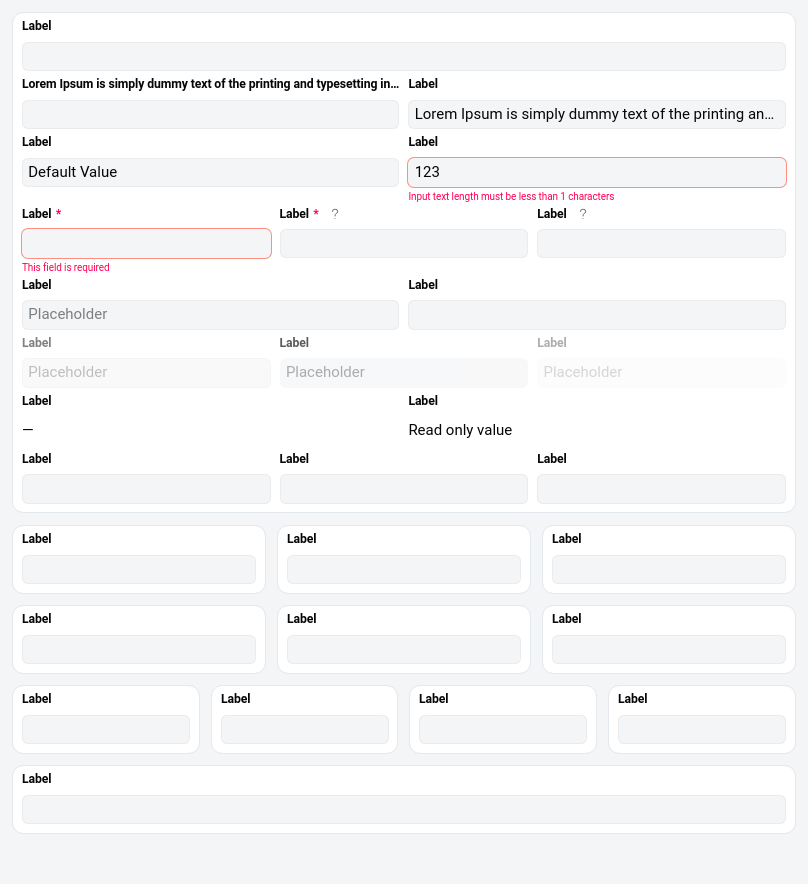 Label
Lorem Ipsum is simply dummy text of the printing and typesetting in... Label
Lorem Ipsum is simply dummy text of the printing an...
Label Label
Default Value 123
Input text length must be less than 1 characters
Label * Label * ? Label ?
This field is required
Label Label
Placeholder
Label Label Label
Placeholder Placeholder Placeholder
Label Label
— Read only value
Label Label Label
Label Label Label
Label Label Label
Label Label Label Label
Label